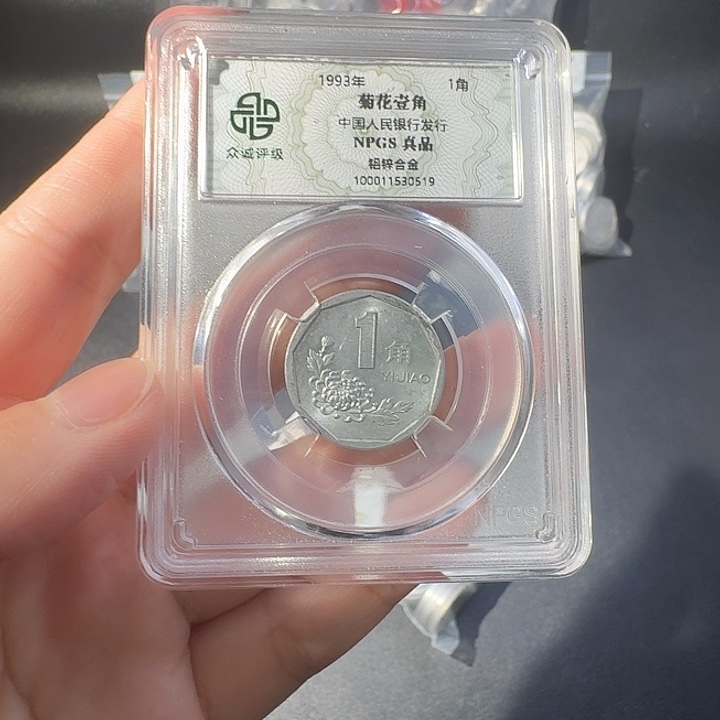 1993年 1角
菊花壹角
中国人民银行发行
NPGS 真品
铝锌合金
100011530519
众诚评级
1角
YIJIAO
NPGS